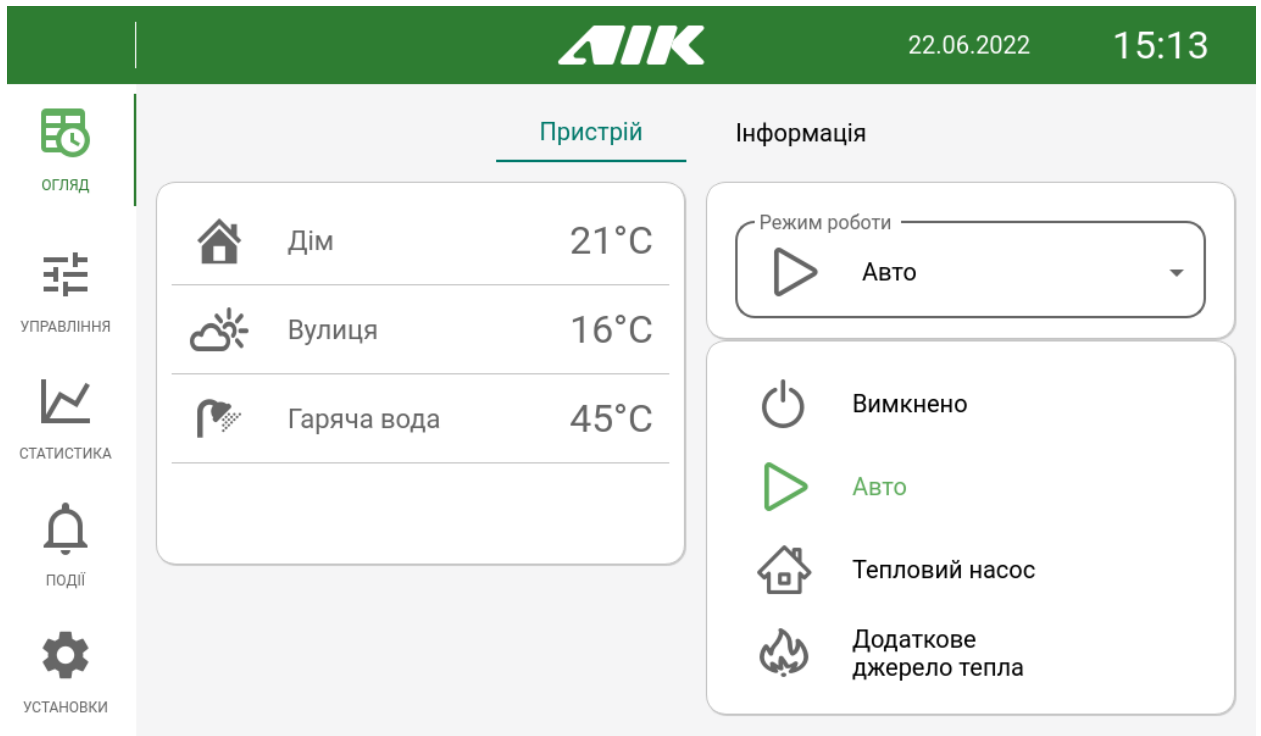 AIK
22.06.2022
15:13
Пристрій
Інформація
ОГЛЯД
УПРАВЛІННЯ
СТАТИСТИКА
ПОДІЇ
УСТАНОВКИ
Дім
21°C
Вулиця
16°C
Гаряча вода
45°C
Режим роботи
Авто
Вимкнено
Авто
Тепловий насос
Додаткове
джерело тепла